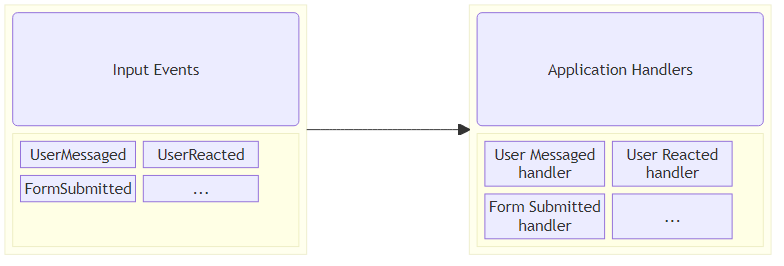 Input Events
UserMessaged
UserReacted
FormSubmitted
...
Application Handlers
User Messaged
handler
User Reacted
handler
Form Submitted
handler
...